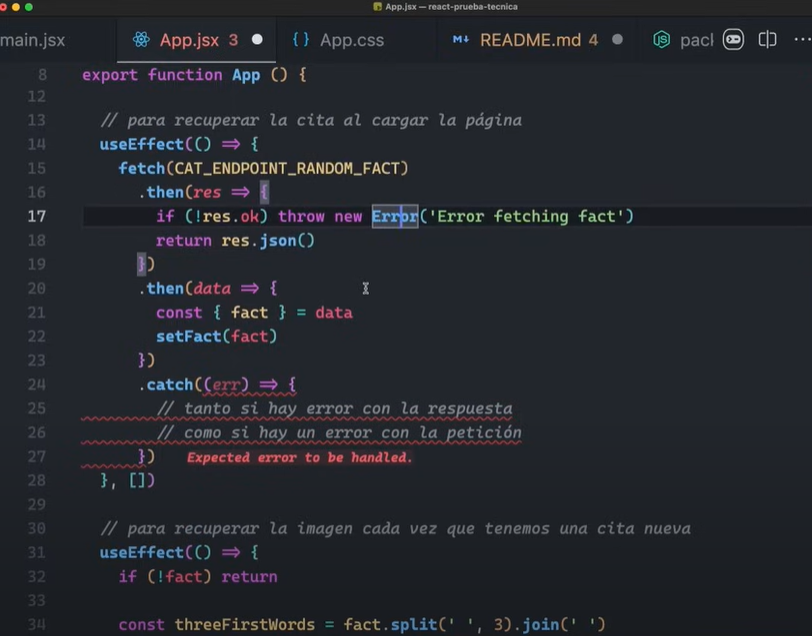 App.jsx — react-prueba-tecnica
main.jsx App.jsx 3 { } App.css M↓ README.md 4 JS pack ...
8 export function App () {
12
13 // para recuperar la cita al cargar la página
14 useEffect(() => {
15 fetch(CAT_ENDPOINT_RANDOM_FACT)
16 .then(res => {
17 if (!res.ok) throw new Error('Error fetching fact')
18 return res.json()
19 })
20 .then(data => {
21 const { fact } = data
22 setFact(fact)
23 })
24 .catch((err) => {
25 // tanto si hay error con la respuesta
26 // como si hay un error con la petición
27 }) Expected error to be handled.
28 }, [])
29
30 // para recuperar la imagen cada vez que tenemos una cita nueva
31 useEffect(() => {
32 if (!fact) return
33
34 const threeFirstWords = fact.split(' ', 3).join(' ')